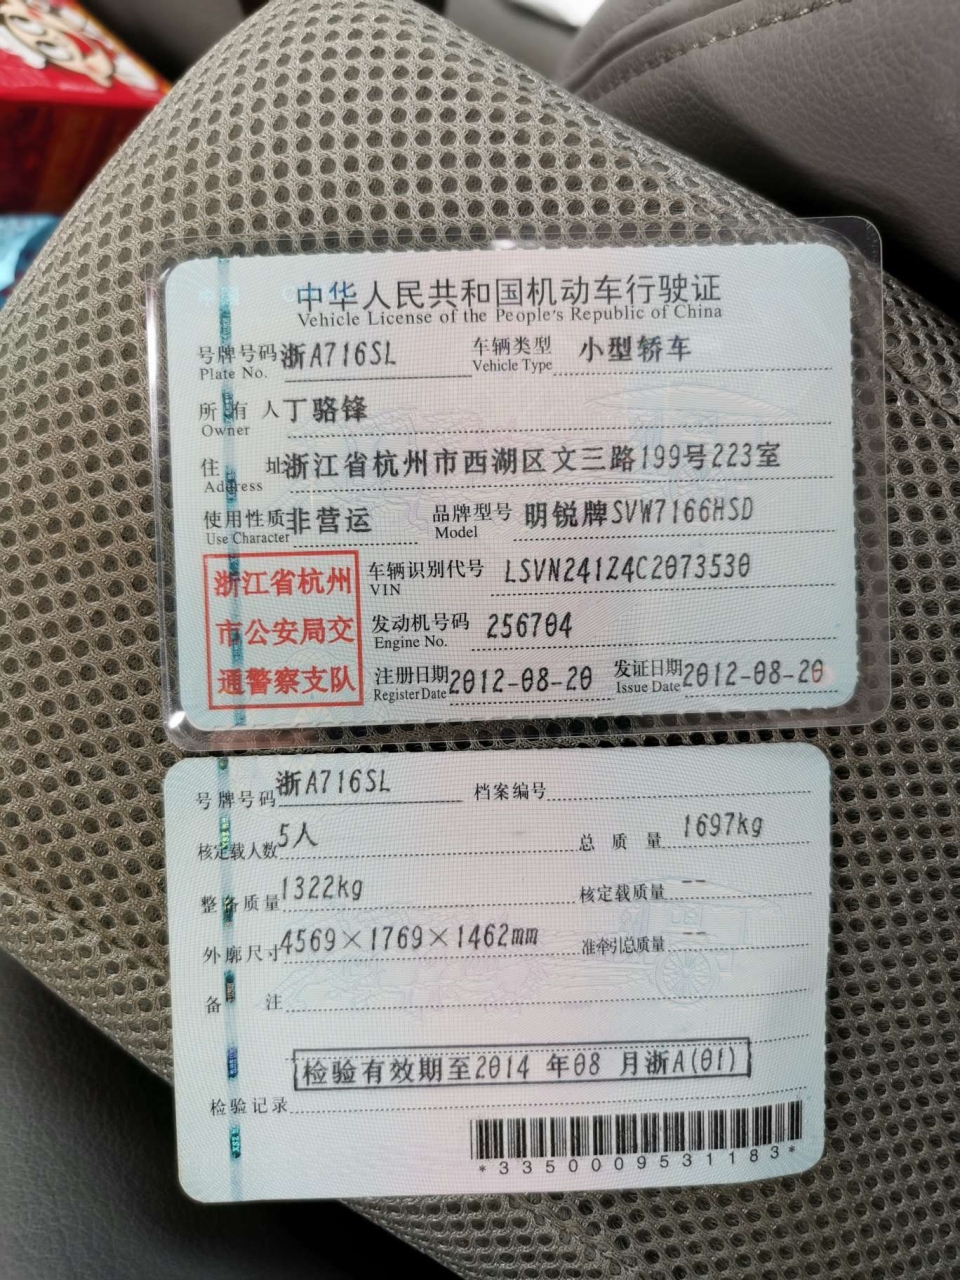 中华人民共和国机动车行驶证
Vehicle License of the People's Republic of China
号牌号码 浙A716SL 车辆类型 小型轿车
Plate No. Vehicle Type
所有人 丁骆锋
Owner
住址 浙江省杭州市西湖区文三路199号223室
Address
使用性质 非营运 品牌型号 明锐牌SVW7166HSD
Use Character Model
浙江省杭州
市公安局交
通警察支队
车辆识别代号 LSVN241Z4C2073530
VIN
发动机号码 256704
Engine No.
注册日期 2012-08-20 发证日期 2012-08-20
Register Date Issue Date
号牌号码 浙A716SL 档案编号
核定载人数 5人 总质量 1697kg
整备质量 1322kg 核定载质量 --
外廓尺寸 4569×1769×1462mm 准牵引总质量 --
备注
检验有效期至2014 年08 月浙A(01)
检验记录
*3350009531183*